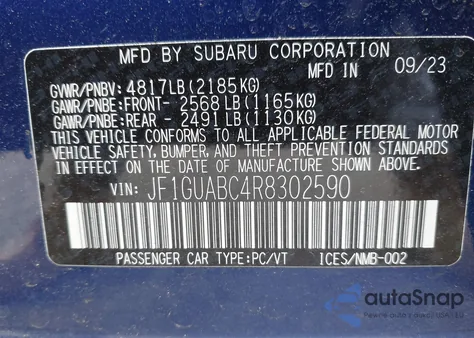 MFD BY SUBARU CORPORATION 09/23
GVWR/PNBV: 4817LB (2185KG)
GAWR/PNBE:FRONT- 2568 LB (1165KG)
GAWR/PNBE:REAR - 2491 LB (1130KG)
THIS VEHICLE CONFORMS TO ALL APPLICABLE FEDERAL MOTOR
VEHICLE SAFETY, BUMPER, AND THEFT PREVENTION STANDARDS
IN EFFECT ON THE DATE OF MANUFACTURE SHOWN ABOVE.
VIN: JF1GUABC4R8302590
PASSENGER CAR TYPE:PC/VT ICES/NMB-002
autoSnap